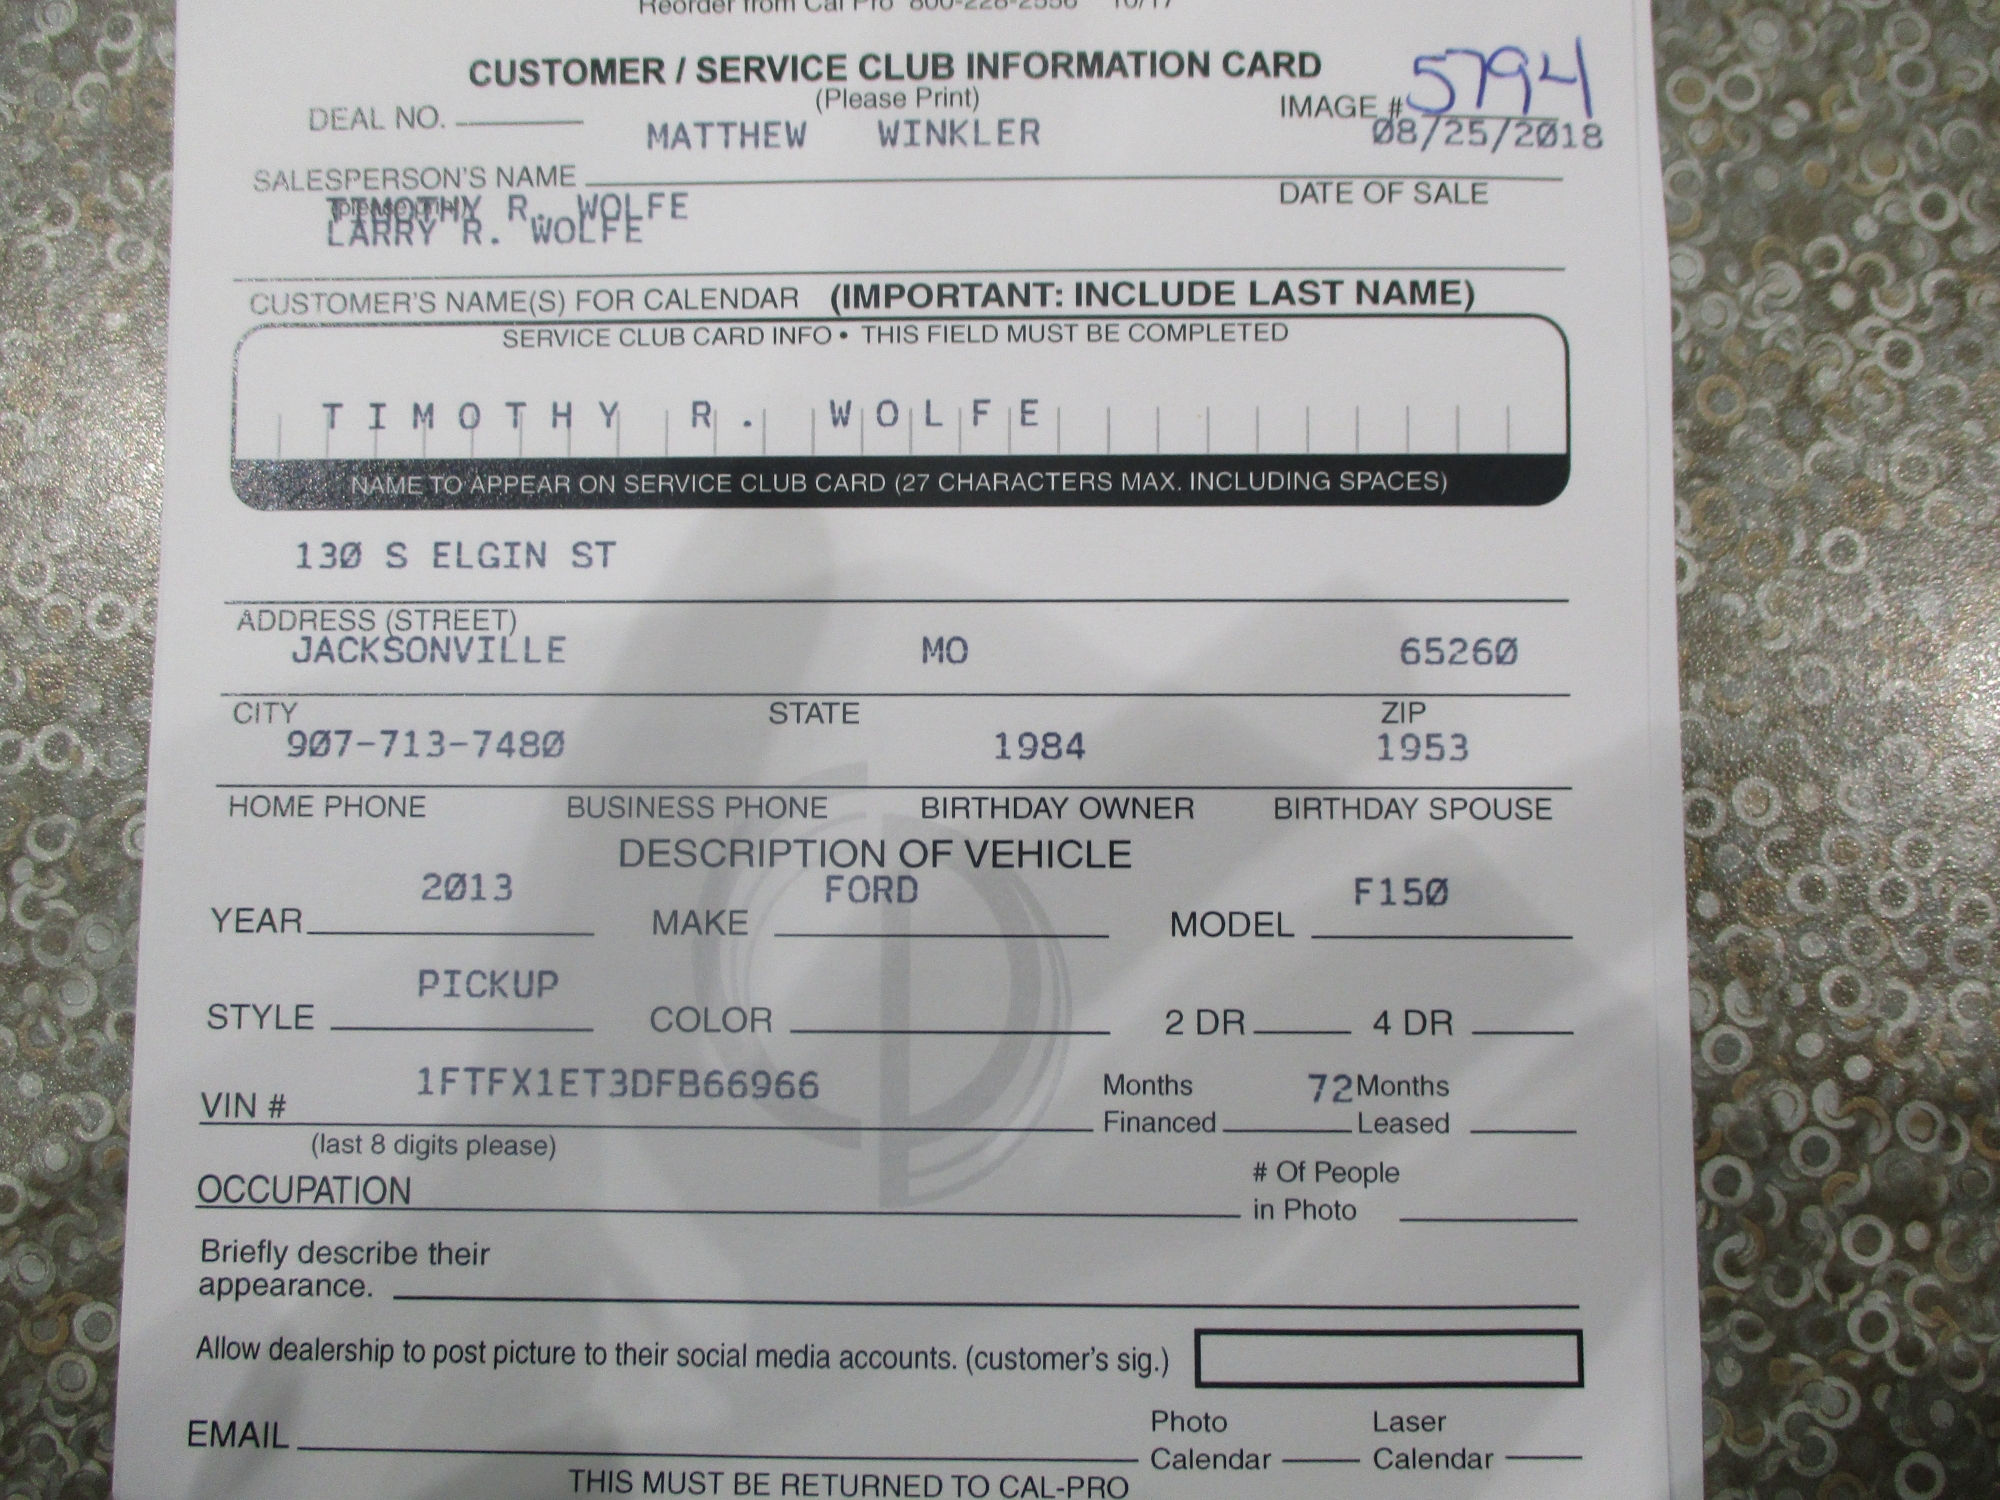 Reorder from Cal Pro 800-228-2556 10/17
CUSTOMER / SERVICE CLUB INFORMATION CARD
(Please Print)
IMAGE # 5794
DEAL NO.
MATTHEW WINKLER 08/25/2018
SALESPERSON'S NAME DATE OF SALE
TIMOTHY R. WOLFE
LARRY R. WOLFE
CUSTOMER'S NAME(S) FOR CALENDAR (IMPORTANT: INCLUDE LAST NAME)
SERVICE CLUB CARD INFO • THIS FIELD MUST BE COMPLETED
TIMOTHY R. WOLFE
NAME TO APPEAR ON SERVICE CLUB CARD (27 CHARACTERS MAX. INCLUDING SPACES)
130 S ELGIN ST
ADDRESS (STREET)
JACKSONVILLE MO 65260
CITY STATE ZIP
907-713-7480 1984 1953
HOME PHONE BUSINESS PHONE BIRTHDAY OWNER BIRTHDAY SPOUSE
DESCRIPTION OF VEHICLE
2013 FORD F150
YEAR MAKE MODEL
PICKUP
STYLE COLOR 2 DR 4 DR
1FTFX1ET3DFB66966 Months 72 Months
VIN # Financed Leased
(last 8 digits please)
OCCUPATION # Of People
in Photo
Briefly describe their
appearance.
Allow dealership to post picture to their social media accounts. (customer's sig.)
Photo Laser
EMAIL Calendar Calendar
THIS MUST BE RETURNED TO CAL-PRO